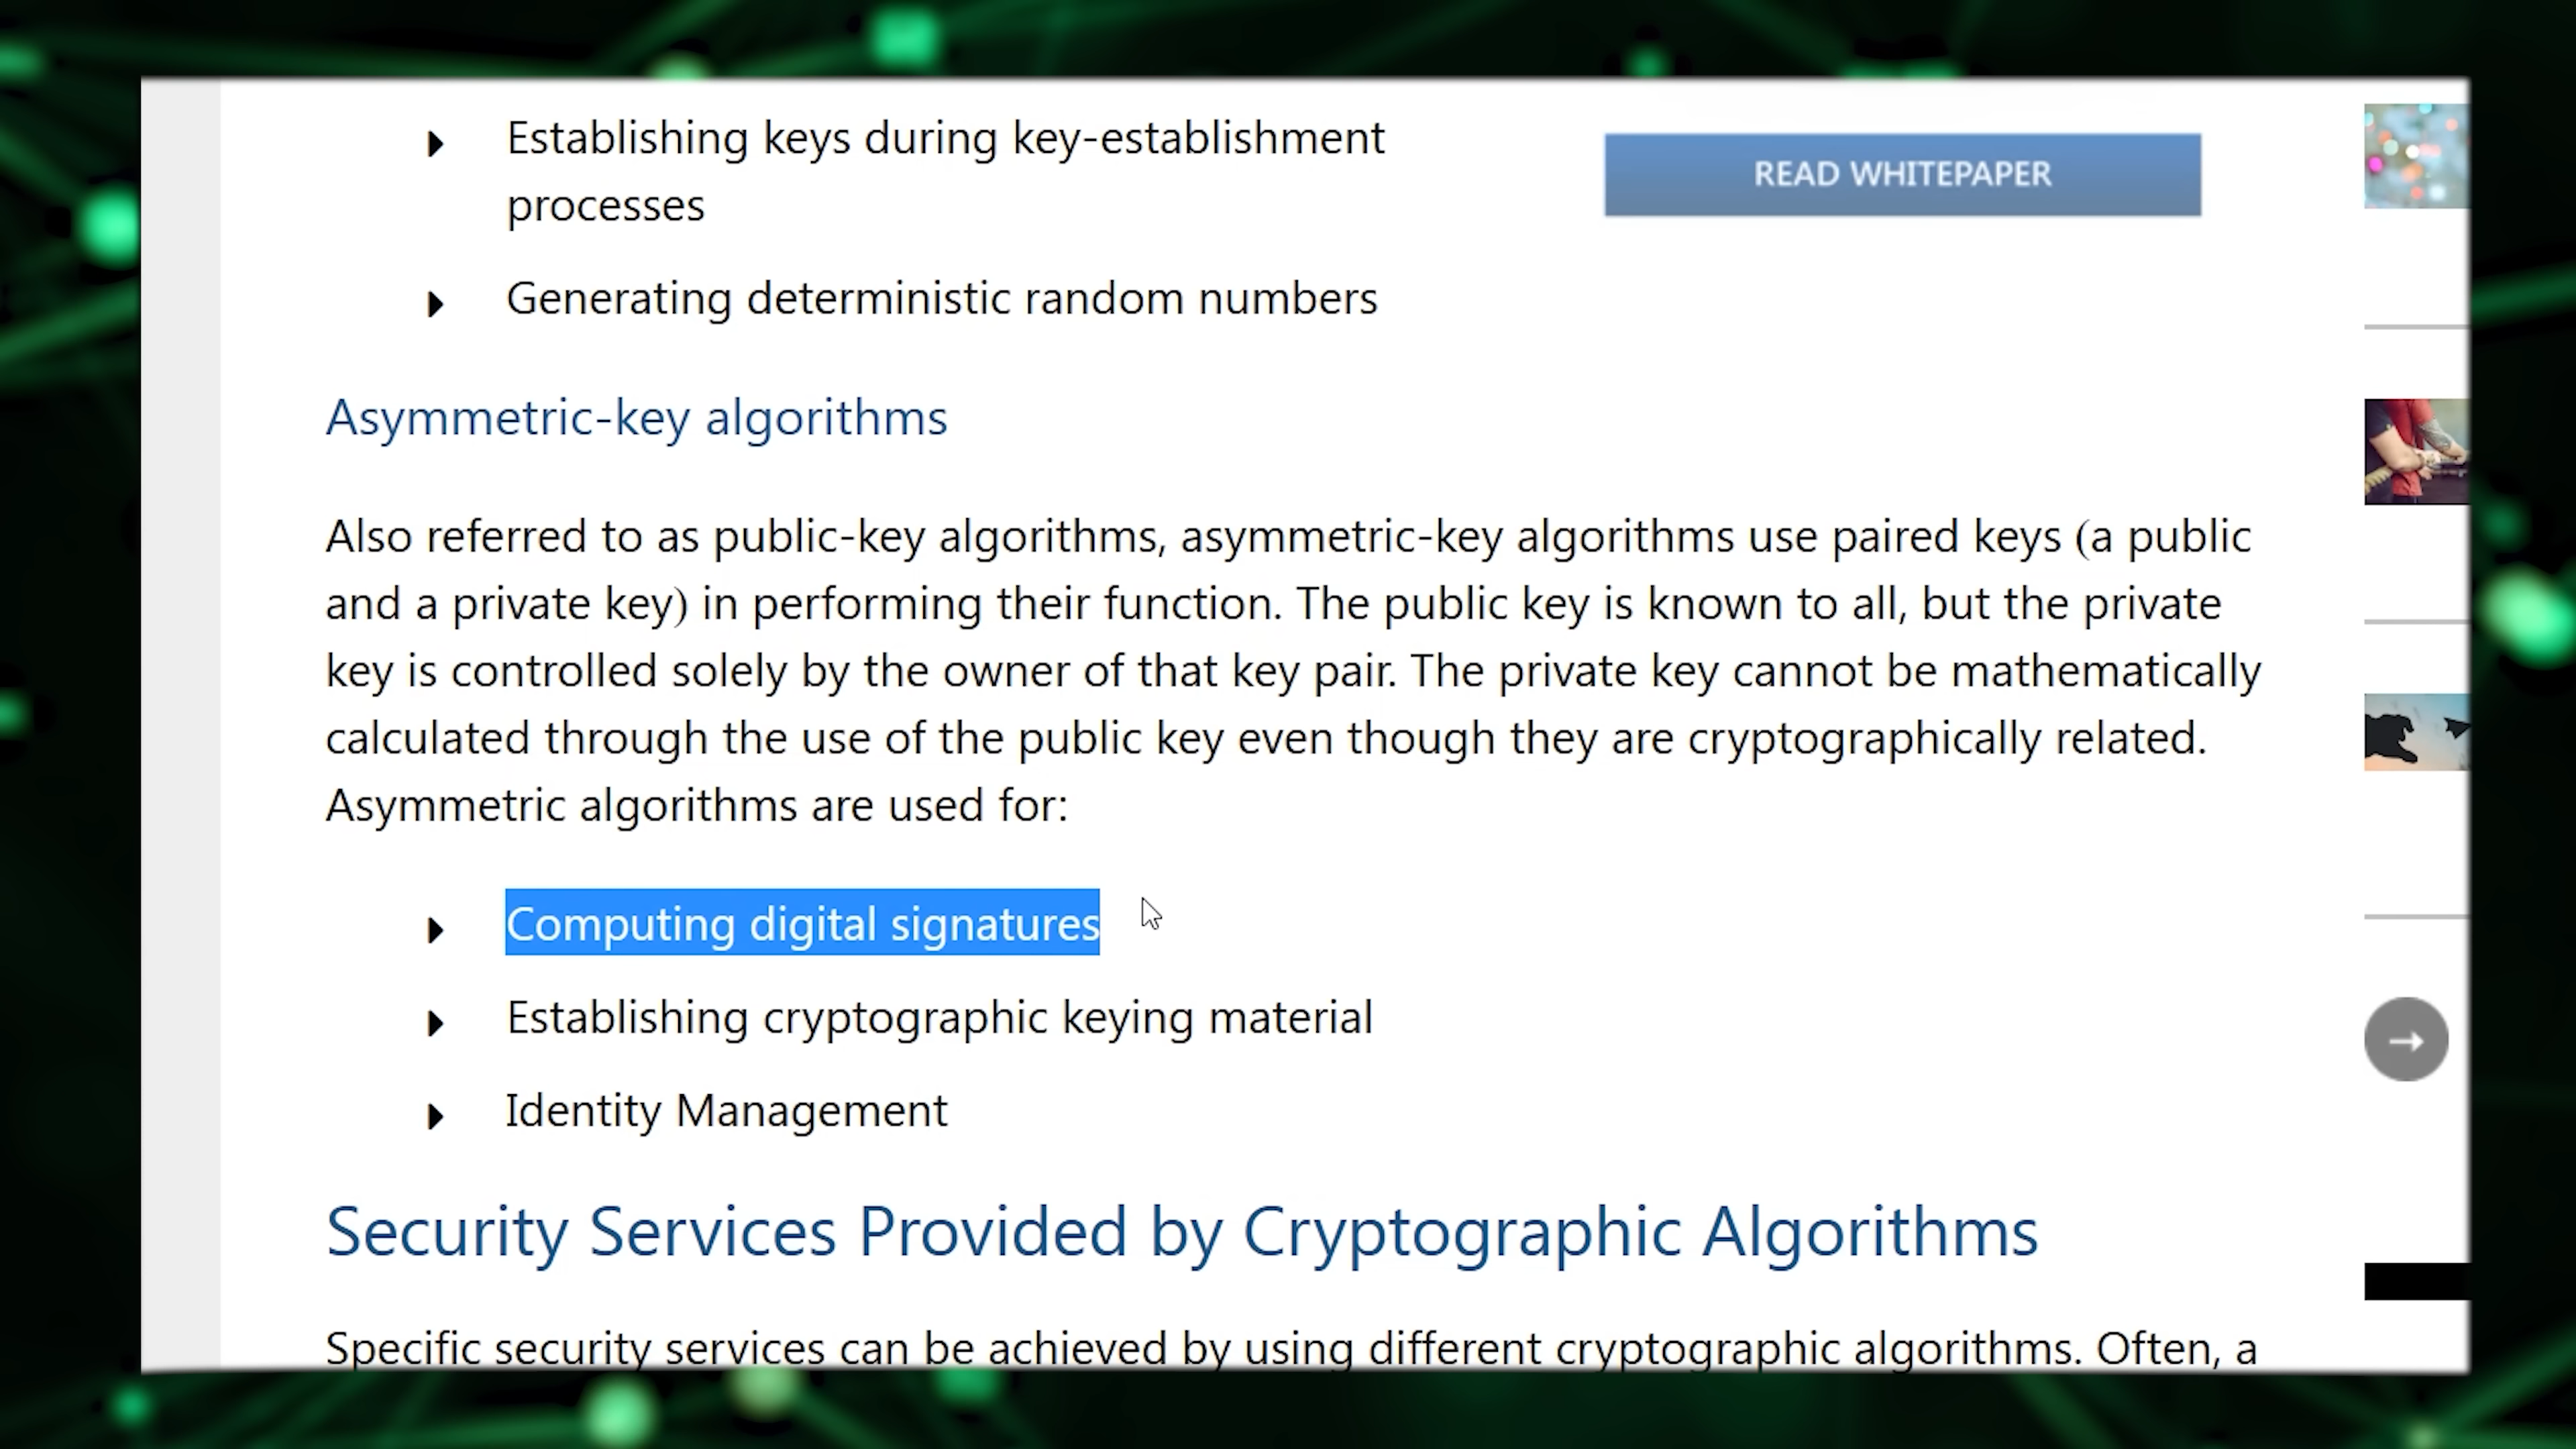 Establishing keys during key-establishment
processes
READ WHITEPAPER
Generating deterministic random numbers
Asymmetric-key algorithms
Also referred to as public-key algorithms, asymmetric-key algorithms use paired keys (a public
and a private key) in performing their function. The public key is known to all, but the private
key is controlled solely by the owner of that key pair. The private key cannot be mathematically
calculated through the use of the public key even though they are cryptographically related.
Asymmetric algorithms are used for:
Computing digital signatures
Establishing cryptographic keying material
Identity Management
Security Services Provided by Cryptographic Algorithms
Specific security services can be achieved by using different cryptographic algorithms. Often, a